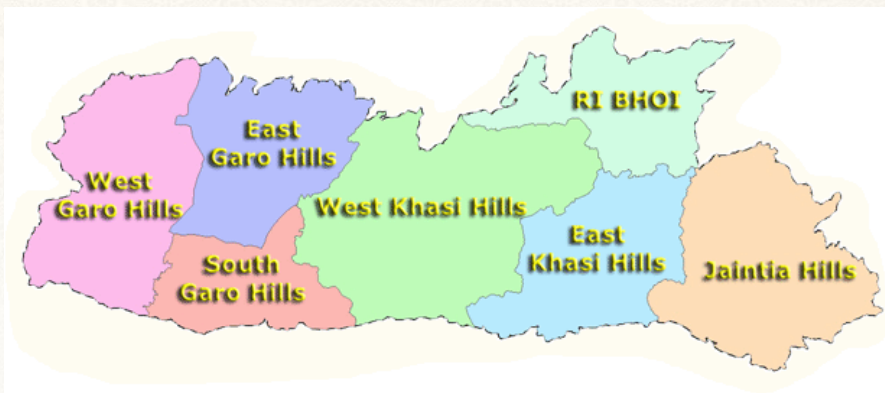 RI BHOI
East
Garo Hills
West
Garo Hills
West Khasi Hills
East
Khasi Hills
South
Garo Hills
Jaintia Hills